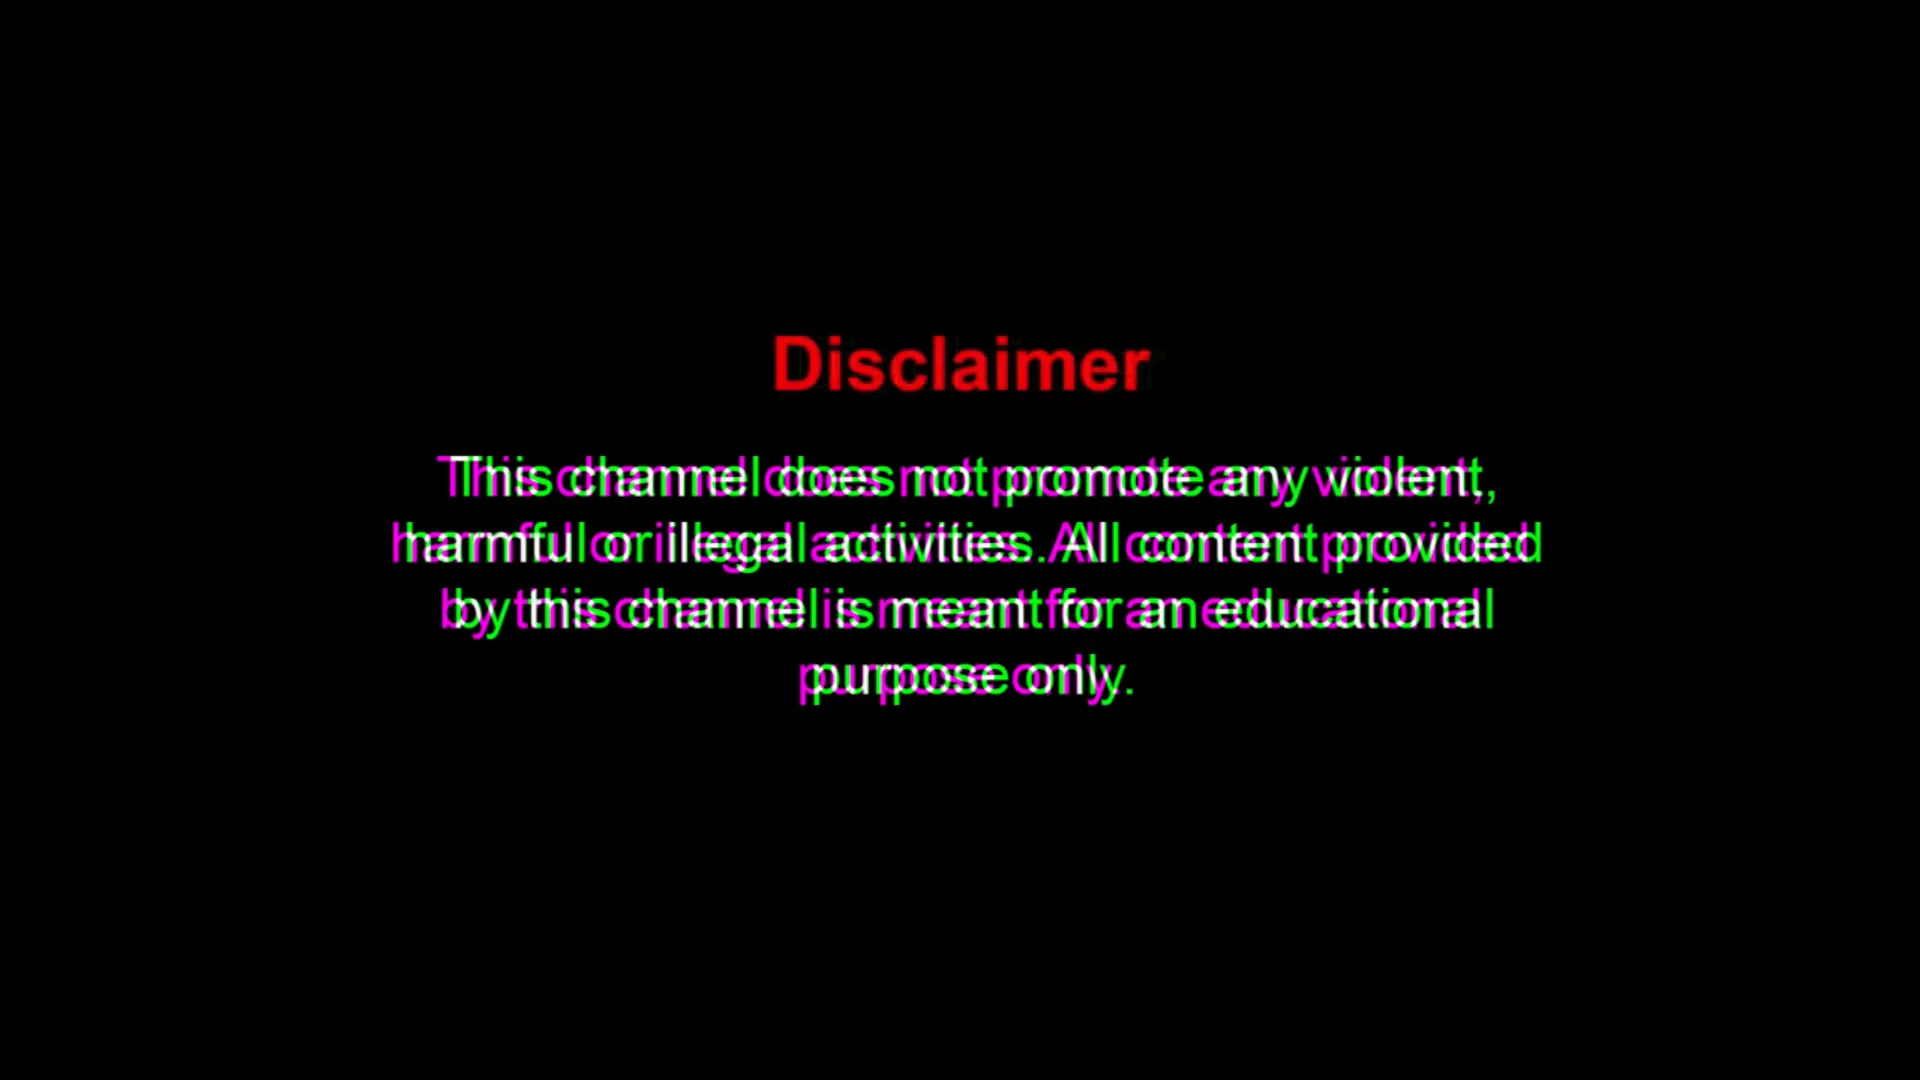 Disclaimer
This channel does not promote any violent,
harmful or illegal activities. All content provided
by this channel is meant for an educational
purpose only.